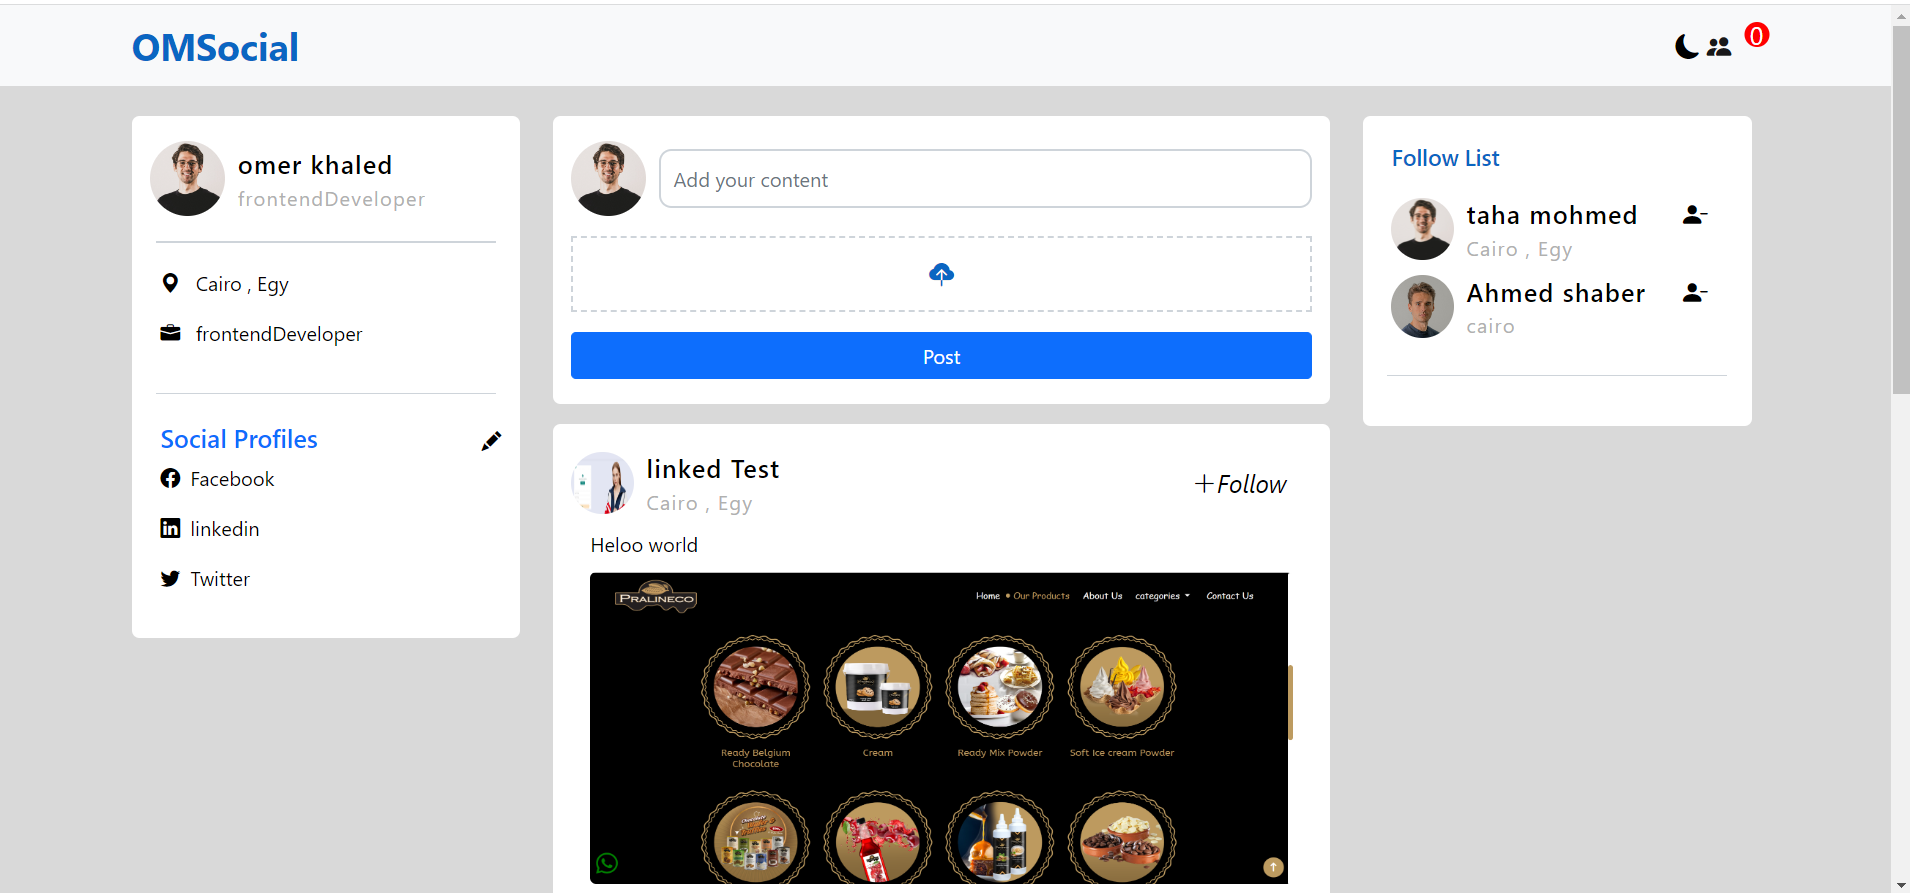 OMSocial
0
omer khaled
frontendDeveloper
Cairo , Egy
frontendDeveloper
Social Profiles
Facebook
linkedin
Twitter
Add your content
Post
linked Test
Cairo , Egy
Follow
Heloo world
PRALINECO
Home Our Products About Us categories Contact Us
Ready Belgium
Chocolate
Cream
Ready Mix Powder
Soft Ice cream Powder
Follow List
taha mohmed
Cairo , Egy
Ahmed shaber
cairo